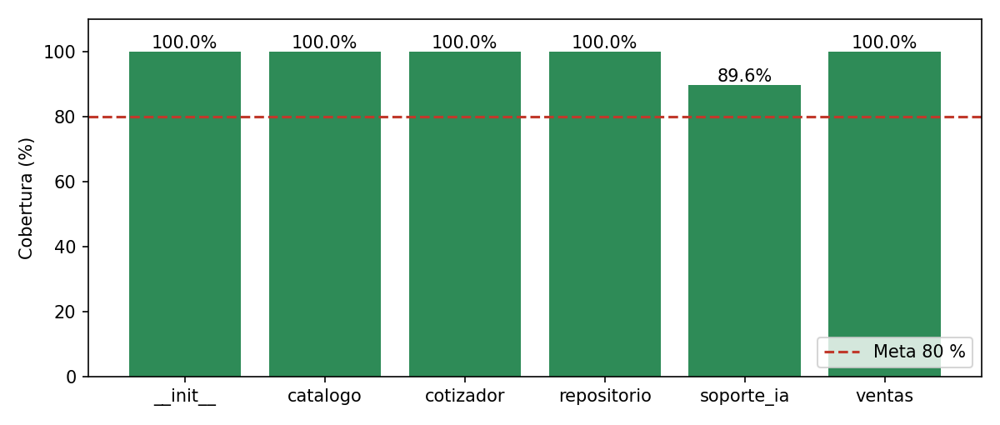 100.0%
100.0%
100.0%
100.0%
89.6%
100.0%
Cobertura (%)
100
80
60
40
20
0
Meta 80 %
__init__
catalogo
cotizador
repositorio
soporte_ia
ventas